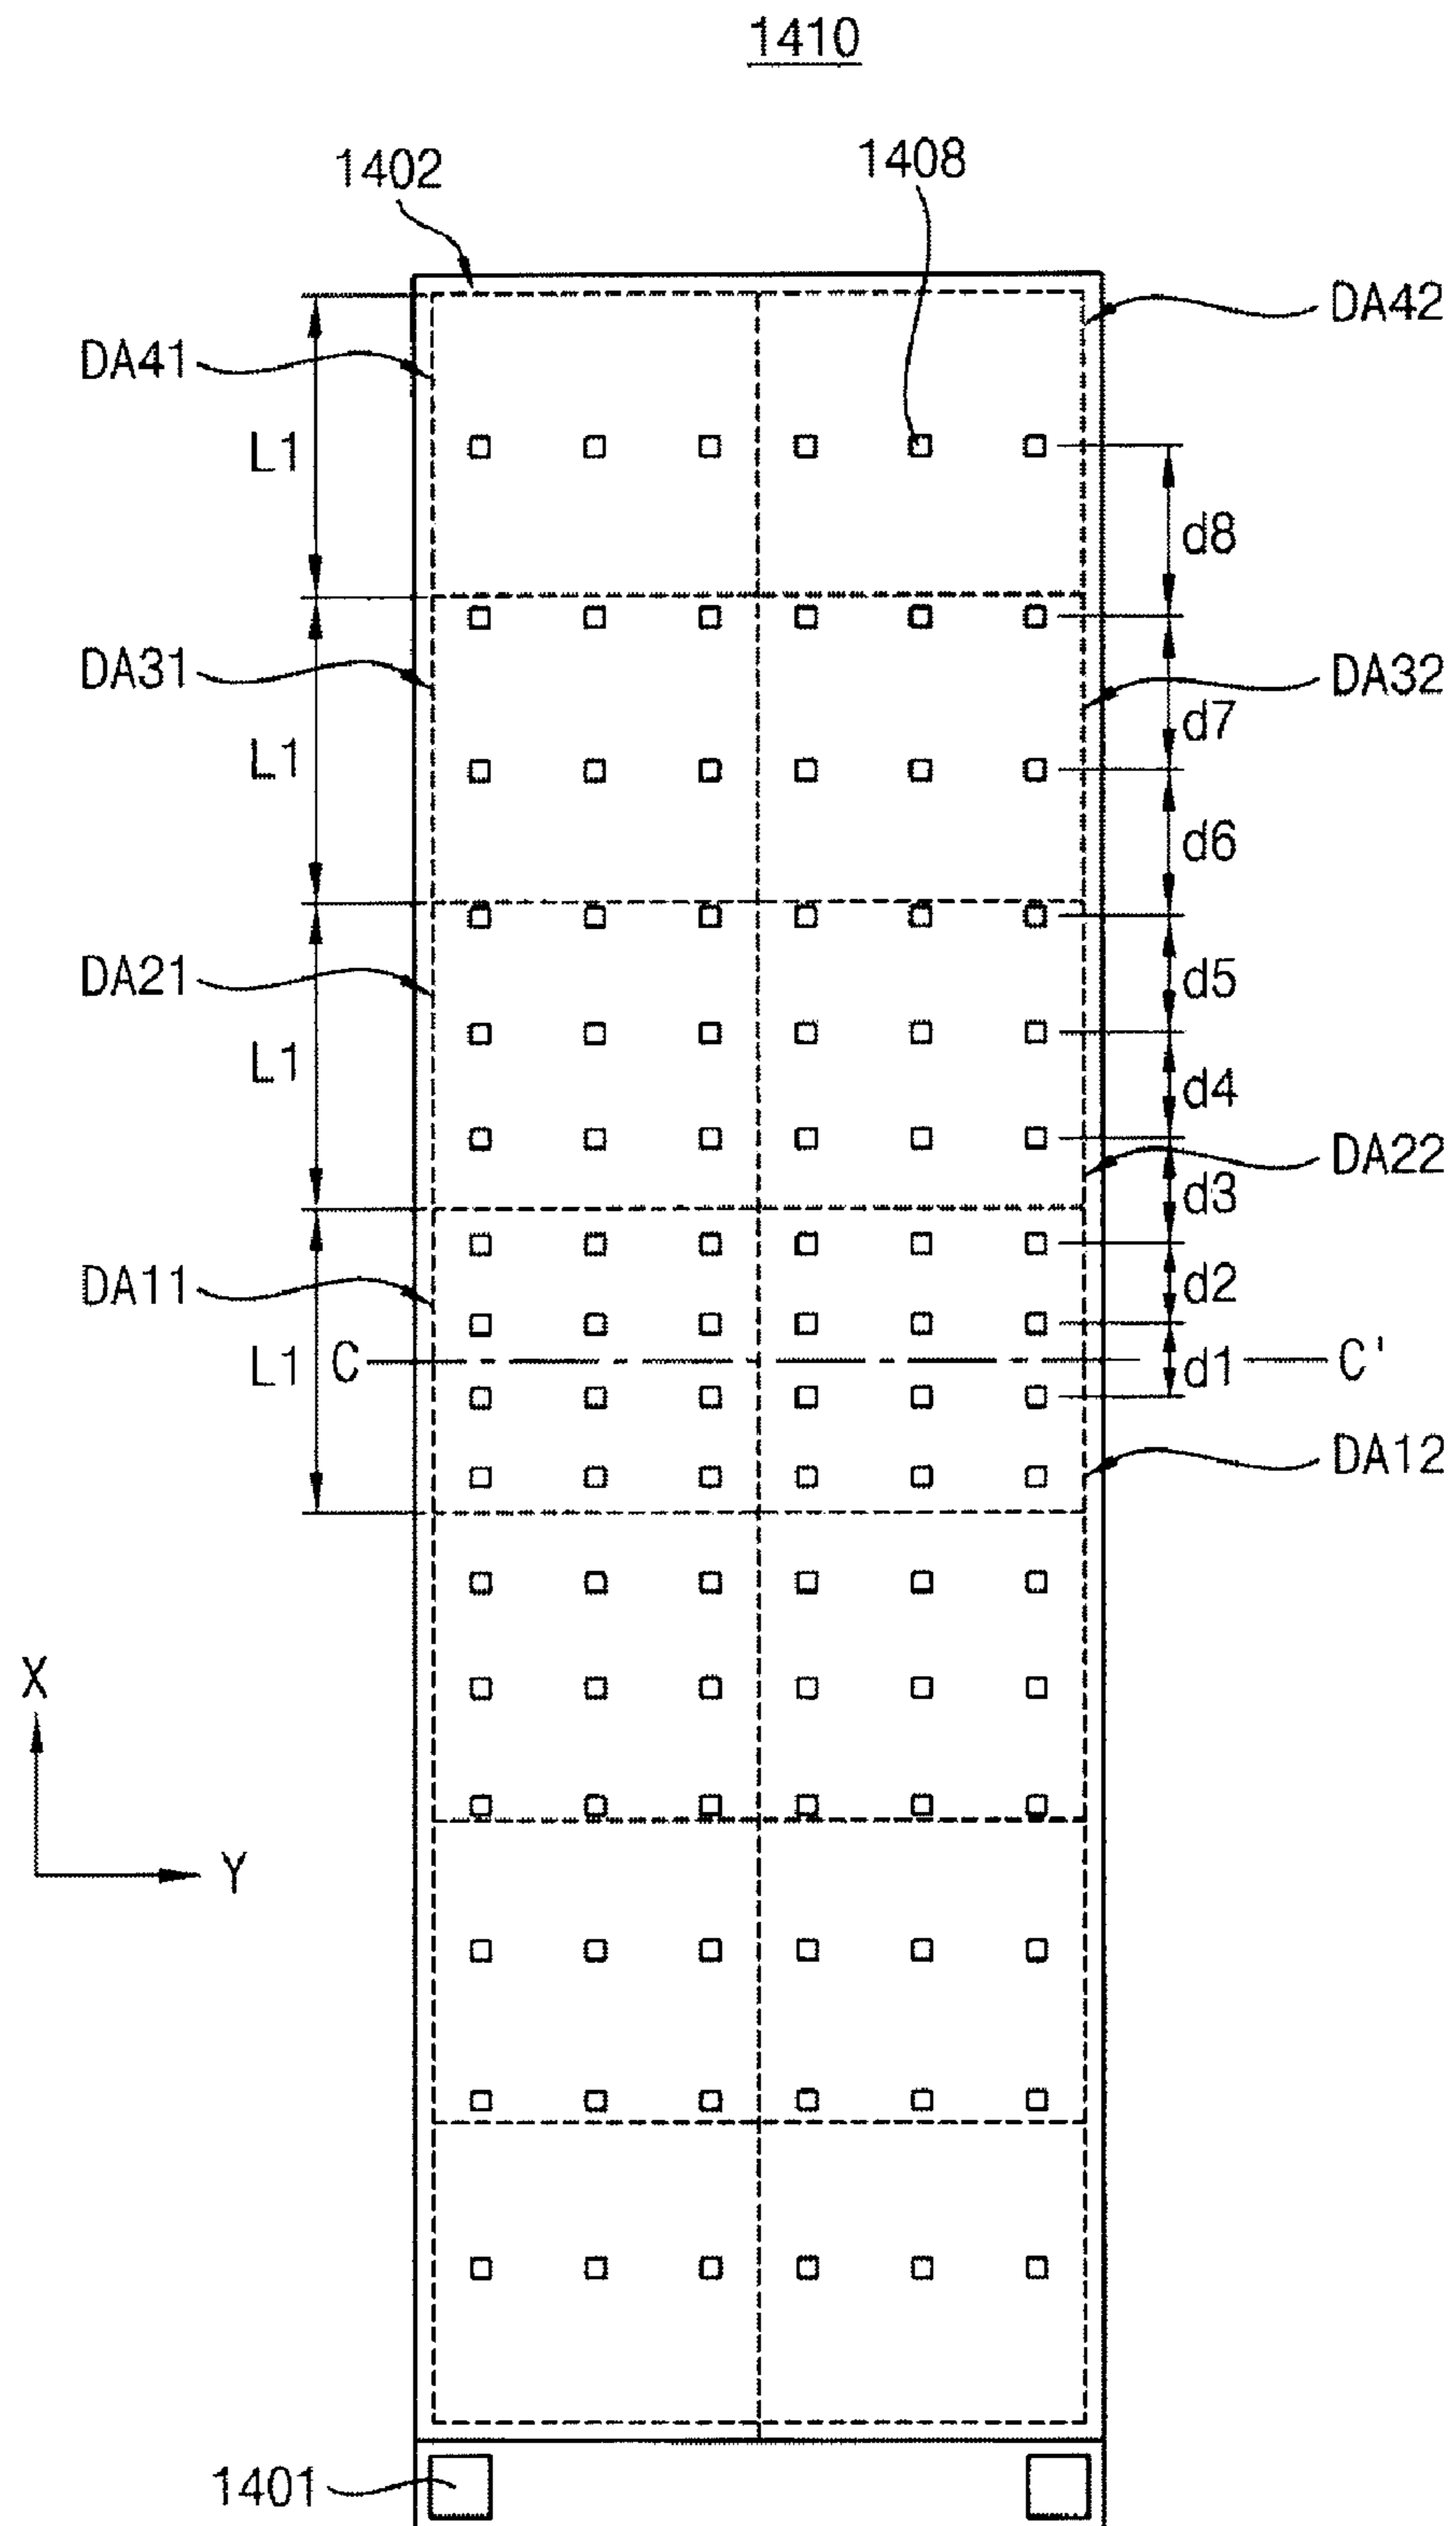 1410
1402
1408
DA41
DA42
L1
d8
DA31
DA32
d7
L1
d6
DA21
d5
L1
d4
DA22
d3
DA11
d2
L1
C
d1
C'
DA12
X
Y
1401